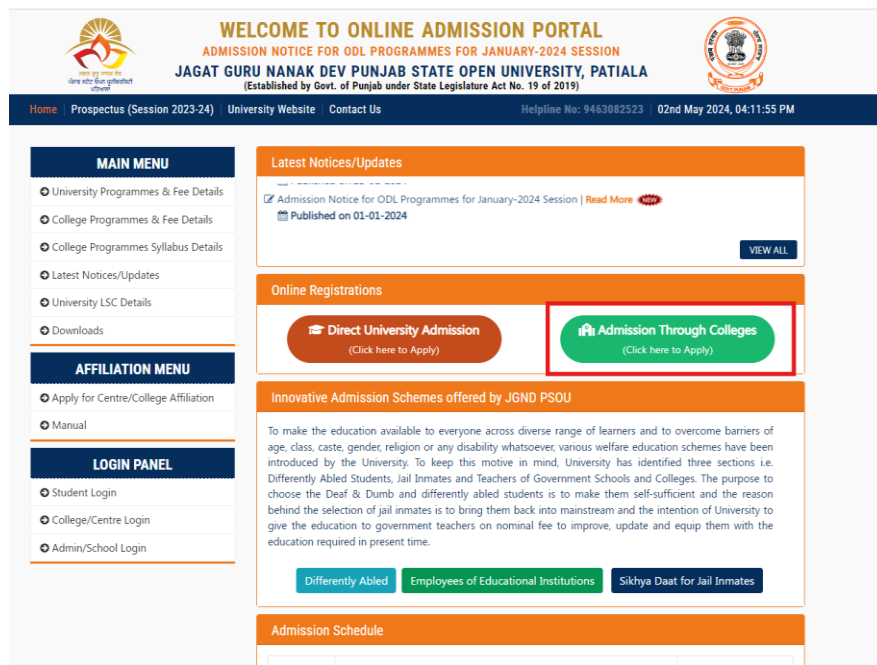 WELCOME TO ONLINE ADMISSION PORTAL
ADMISSION NOTICE FOR ODL PROGRAMMES FOR JANUARY-2024 SESSION
JAGAT GURU NANAK DEV PUNJAB STATE OPEN UNIVERSITY, PATIALA
(Established by Govt. of Punjab under State Legislature Act No. 19 of 2019)
Home | Prospectus (Session 2023-24) | University Website | Contact Us
Helpline No: 9463082523 | 02nd May 2024, 04:11:55 PM
MAIN MENU
University Programmes & Fee Details
College Programmes & Fee Details
College Programmes Syllabus Details
Latest Notices/Updates
University LSC Details
Downloads
AFFILIATION MENU
Apply for Centre/College Affiliation
Manual
LOGIN PANEL
Student Login
College/Centre Login
Admin/School Login
Latest Notices/Updates
Admission Notice for ODL Programmes for January-2024 Session | Read More NEW
Published on 01-01-2024
VIEW ALL
Online Registrations
Direct University Admission
(Click here to Apply)
Admission Through Colleges
(Click here to Apply)
Innovative Admission Schemes offered by JGND PSOU
To make the education available to everyone across diverse range of learners and to overcome barriers of
age, class, caste, gender, religion or any disability whatsoever, various welfare education schemes have been
introduced by the University. To keep this motive in mind, University has identified three sections i.e.
Differently Abled Students, Jail Inmates and Teachers of Government Schools and Colleges. The purpose to
choose the Deaf & Dumb and differently abled students is to make them self-sufficient and the reason
behind the selection of jail inmates is to bring them back into mainstream and the intention of University to
give the education to government teachers on nominal fee to improve, update and equip them with the
education required in present time.
Differently Abled
Employees of Educational Institutions
Sikhya Daat for Jail Inmates
Admission Schedule